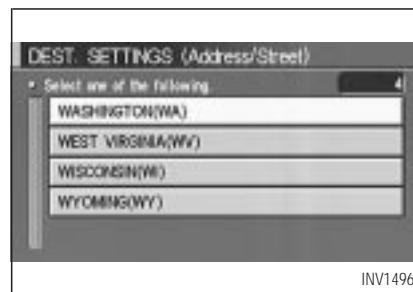 DEST. SETTINGS (Address/Street)
Select one of the following. 4
WASHINGTON(WA)
WEST VIRGINIA(WV)
WISCONSIN(WI)
WYOMING(WY)
INV1496